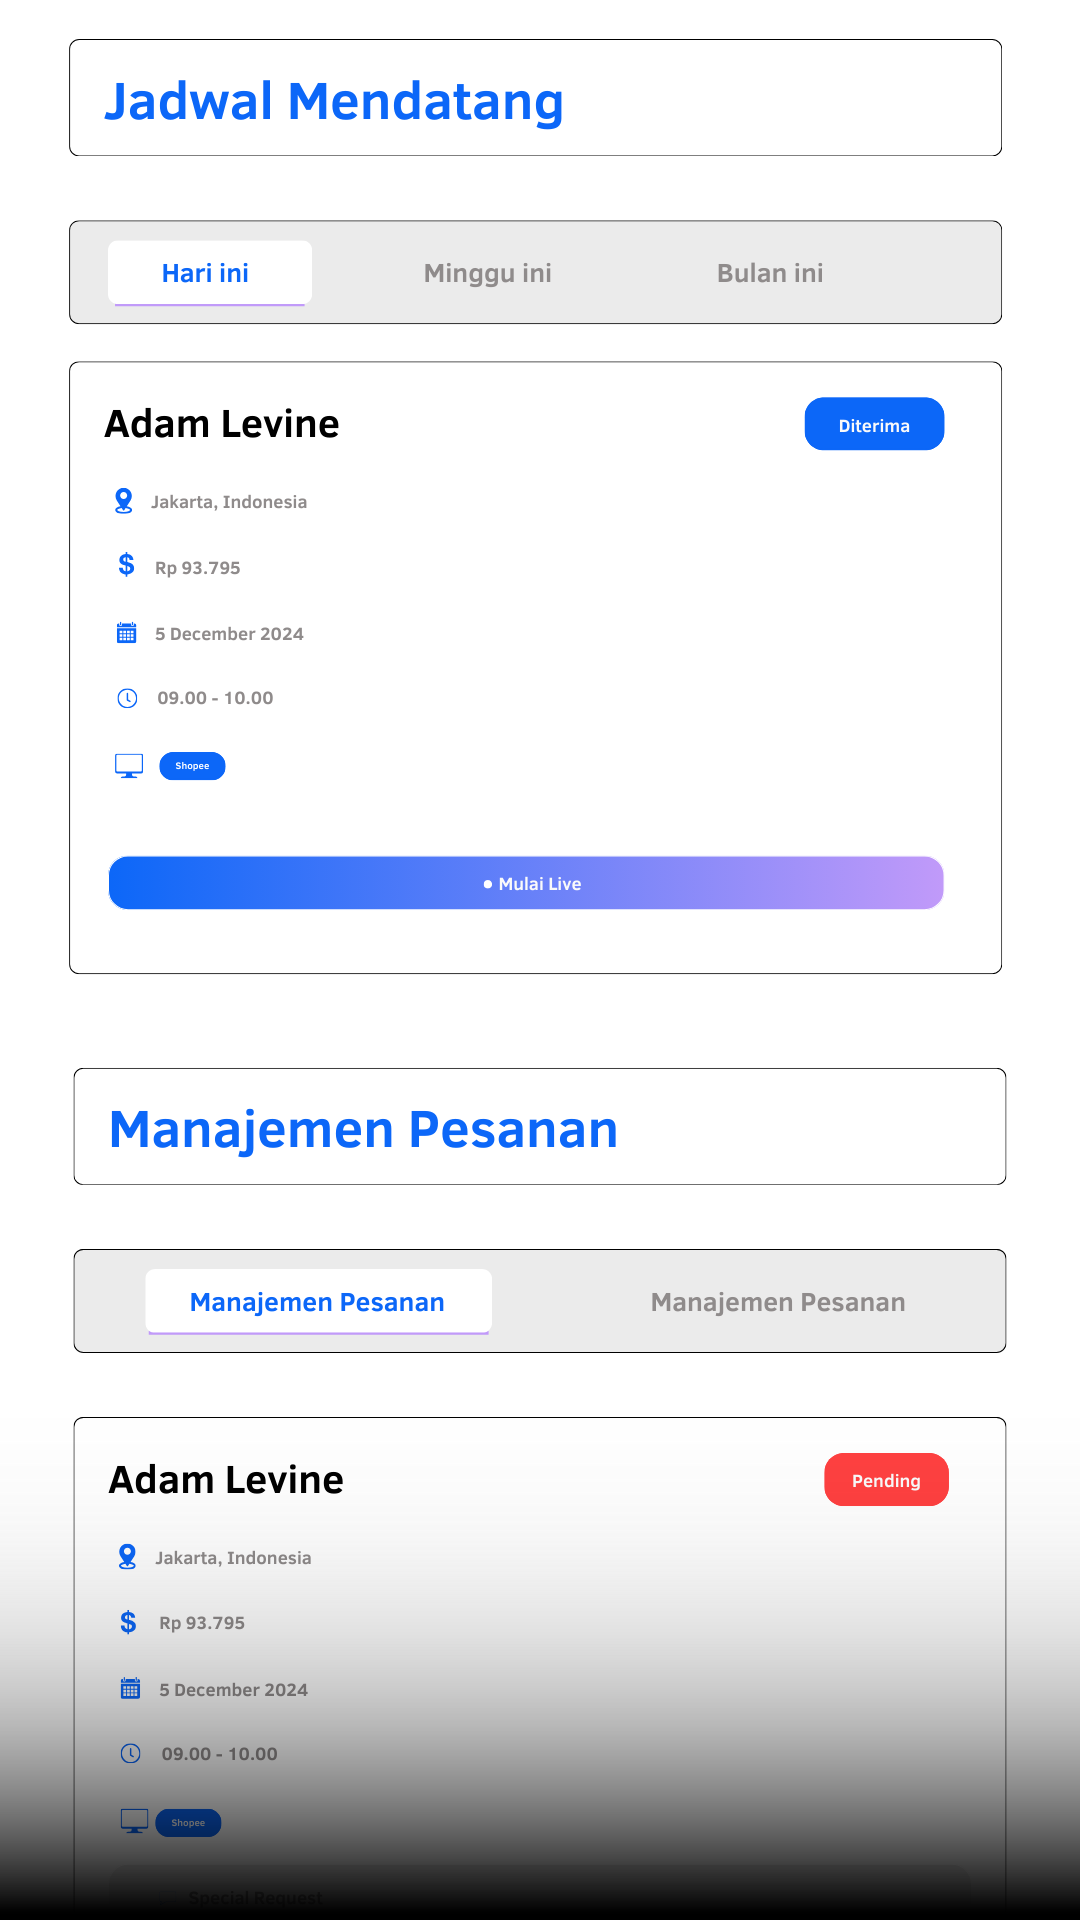 Jadwal Mendatang
Hari ini
Minggu ini
Bulan ini
Adam Levine
Diterima
Jakarta, Indonesia
Rp 93.795
5 December 2024
09.00 - 10.00
Shopee
Mulai Live
Manajemen Pesanan
Manajemen Pesanan
Manajemen Pesanan
Adam Levine
Pending
Jakarta, Indonesia
Rp 93.795
5 December 2024
09.00 - 10.00
Shopee
Special Request